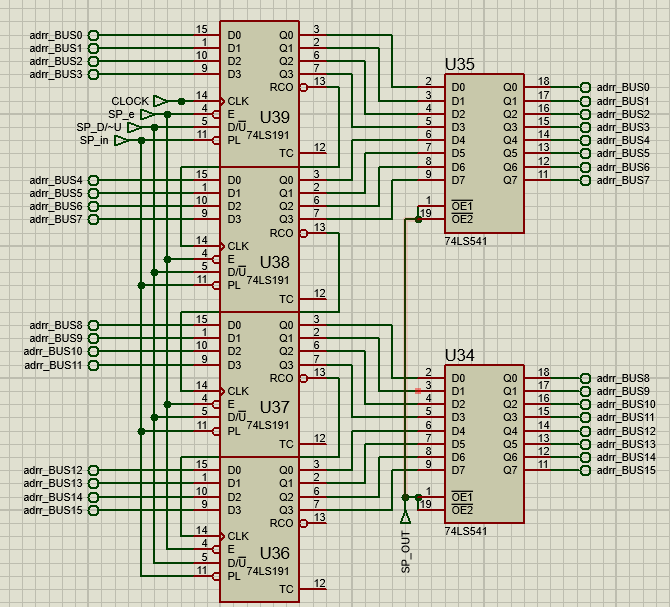 adrr_BUS0 15 D0 Q0 3
adrr_BUS1 1 D1 Q1 2
adrr_BUS2 10 D2 Q2 6
adrr_BUS3 9 D3 Q3 7
RCO 13
CLOCK 14 CLK
SP_e 4 E
SP_D/~U 5 D/U
SP_in 11 PL
U39
74LS191
TC 12
adrr_BUS4 15 D0 Q0 3
adrr_BUS5 1 D1 Q1 2
adrr_BUS6 10 D2 Q2 6
adrr_BUS7 9 D3 Q3 7
RCO 13
14 CLK
4 E
5 D/U
11 PL
U38
74LS191
TC 12
adrr_BUS8 15 D0 Q0 3
adrr_BUS9 1 D1 Q1 2
adrr_BUS10 10 D2 Q2 6
adrr_BUS11 9 D3 Q3 7
RCO 13
14 CLK
4 E
5 D/U
11 PL
U37
74LS191
TC 12
adrr_BUS12 15 D0 Q0 3
adrr_BUS13 1 D1 Q1 2
adrr_BUS14 10 D2 Q2 6
adrr_BUS15 9 D3 Q3 7
RCO 13
14 CLK
4 E
5 D/U
11 PL
U36
74LS191
TC 12
U35
2 D0 Q0 18 adrr_BUS0
3 D1 Q1 17 adrr_BUS1
4 D2 Q2 16 adrr_BUS2
5 D3 Q3 15 adrr_BUS3
6 D4 Q4 14 adrr_BUS4
7 D5 Q5 13 adrr_BUS5
8 D6 Q6 12 adrr_BUS6
9 D7 Q7 11 adrr_BUS7
1 OE1
19 OE2
74LS541
U34
2 D0 Q0 18 adrr_BUS8
3 D1 Q1 17 adrr_BUS9
4 D2 Q2 16 adrr_BUS10
5 D3 Q3 15 adrr_BUS11
6 D4 Q4 14 adrr_BUS12
7 D5 Q5 13 adrr_BUS13
8 D6 Q6 12 adrr_BUS14
9 D7 Q7 11 adrr_BUS15
1 OE1
19 OE2
74LS541
SP_OUT